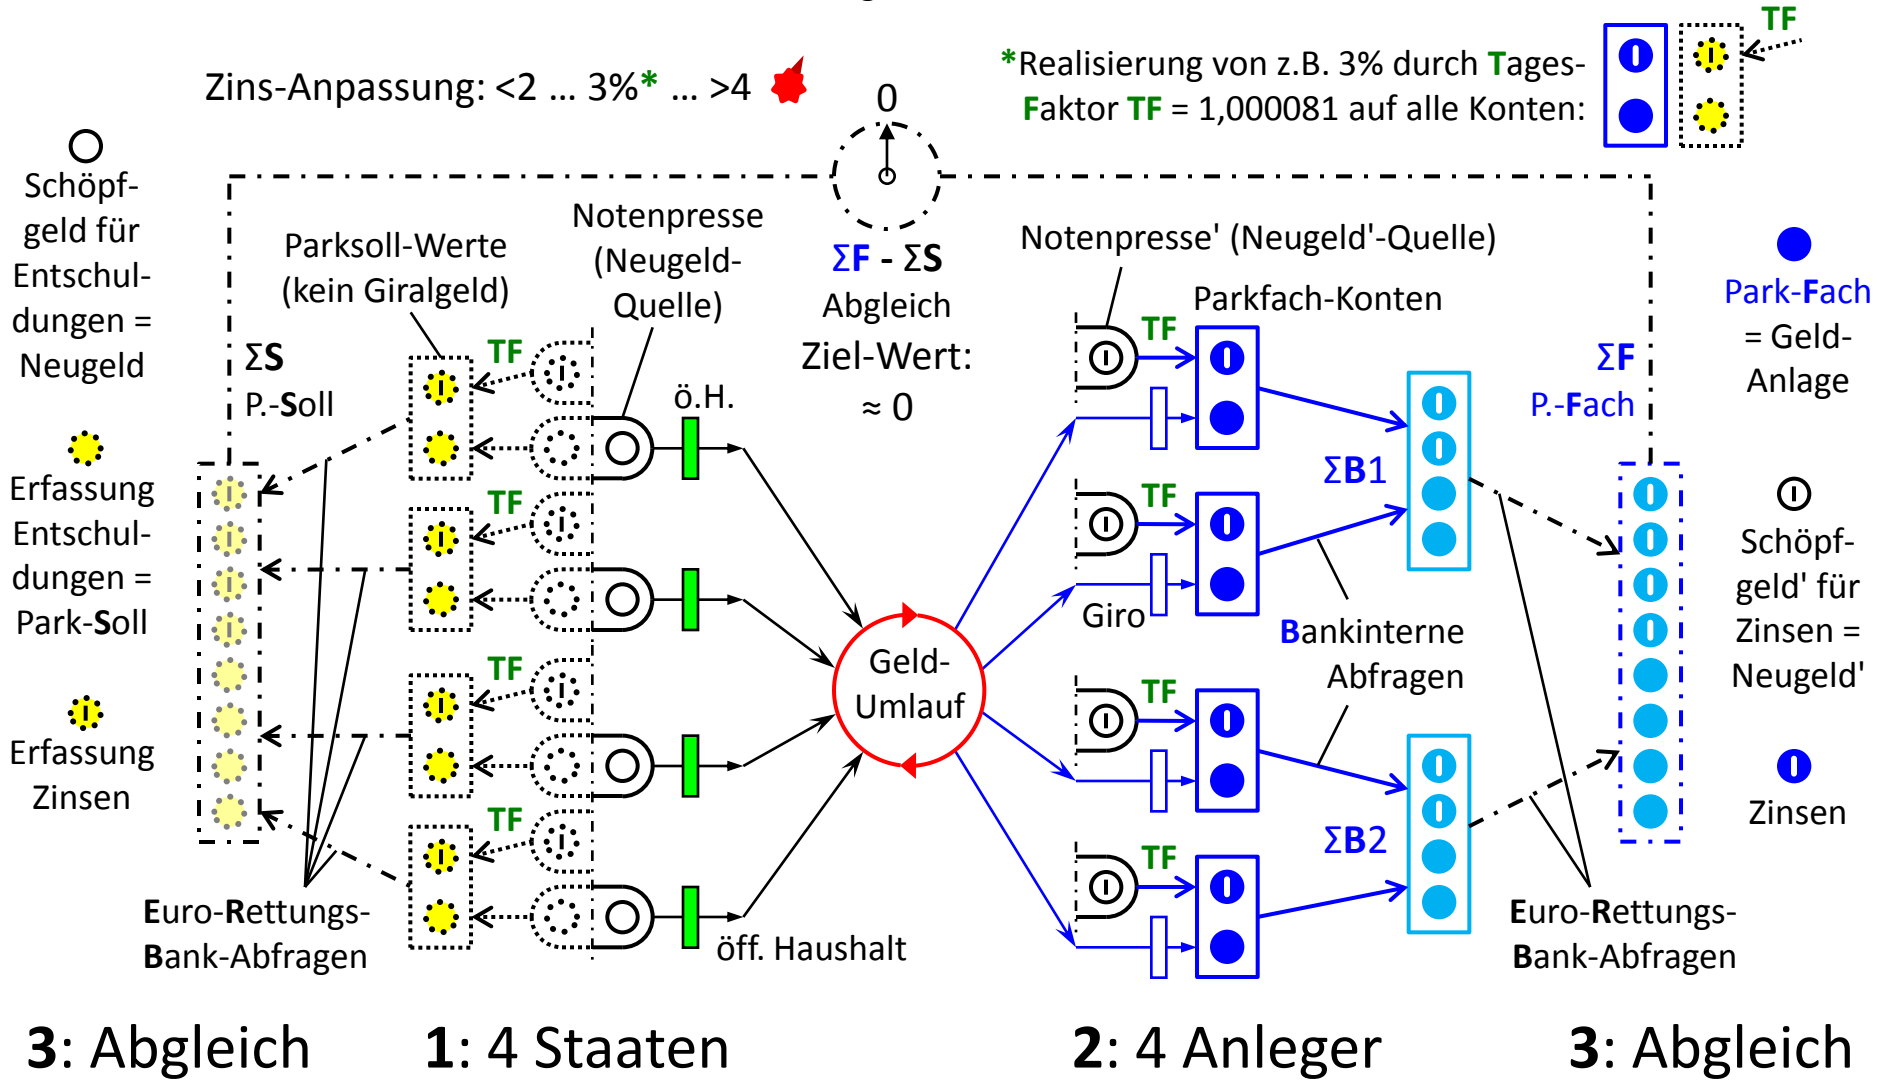 Zins-Anpassung: <2 ... 3%* ... >4
*Realisierung von z.B. 3% durch Tages-
Faktor TF = 1,000081 auf alle Konten:
TF
0
Schöpf-
geld für
Entschul-
dungen =
Neugeld
Erfassung
Entschul-
dungen =
Park-Soll
Erfassung
Zinsen
ΣS
P.-Soll
Parksoll-Werte
(kein Giralgeld)
Notenpresse
(Neugeld-
Quelle)
ΣF - ΣS
Abgleich
Ziel-Wert:
≈ 0
Notenpresse' (Neugeld'-Quelle)
Parkfach-Konten
TF
TF
TF
TF
ö.H.
öff. Haushalt
Geld-
Umlauf
TF
TF
TF
TF
Giro
ΣB1
ΣB2
Bankinterne
Abfragen
ΣF
P.-Fach
Park-Fach
= Geld-
Anlage
Schöpf-
geld' für
Zinsen =
Neugeld'
Zinsen
Euro-Rettungs-
Bank-Abfragen
Euro-Rettungs-
Bank-Abfragen
3: Abgleich
1: 4 Staaten
2: 4 Anleger
3: Abgleich